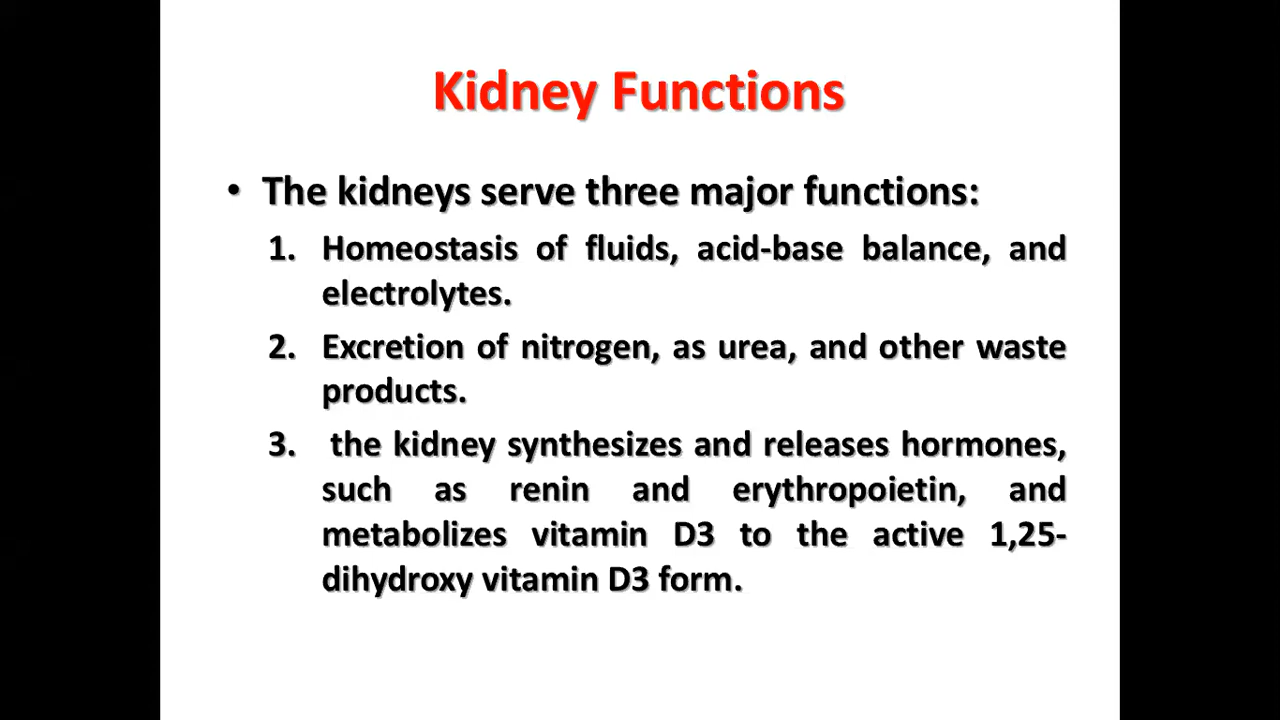 Kidney Functions
• The kidneys serve three major functions:
1. Homeostasis of fluids, acid-base balance, and
electrolytes.
2. Excretion of nitrogen, as urea, and other waste
products.
3. the kidney synthesizes and releases hormones,
such as renin and erythropoietin, and
metabolizes vitamin D3 to the active 1,25-
dihydroxy vitamin D3 form.